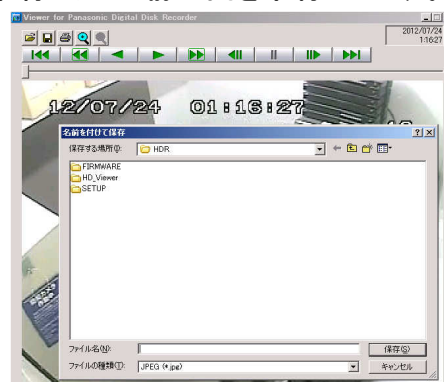 Viewer for Panasonic Digital Disk Recorder
2012/07/24
1:16:27
12/07/24 01:16:27
名前を付けて保存
保存する場所(I):
HDR
FIRMWARE
HD_Viewer
SETUP
ファイル名(N):
保存(S)
ファイルの種類(T):
JPEG (*.jpg)
キャンセル